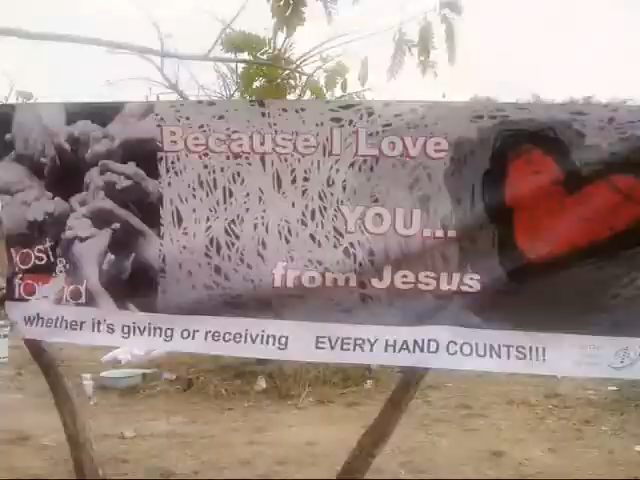 Because I Love
YOU...
from Jesus
lost
&
found
whether it's giving or receiving EVERY HAND COUNTS!!!